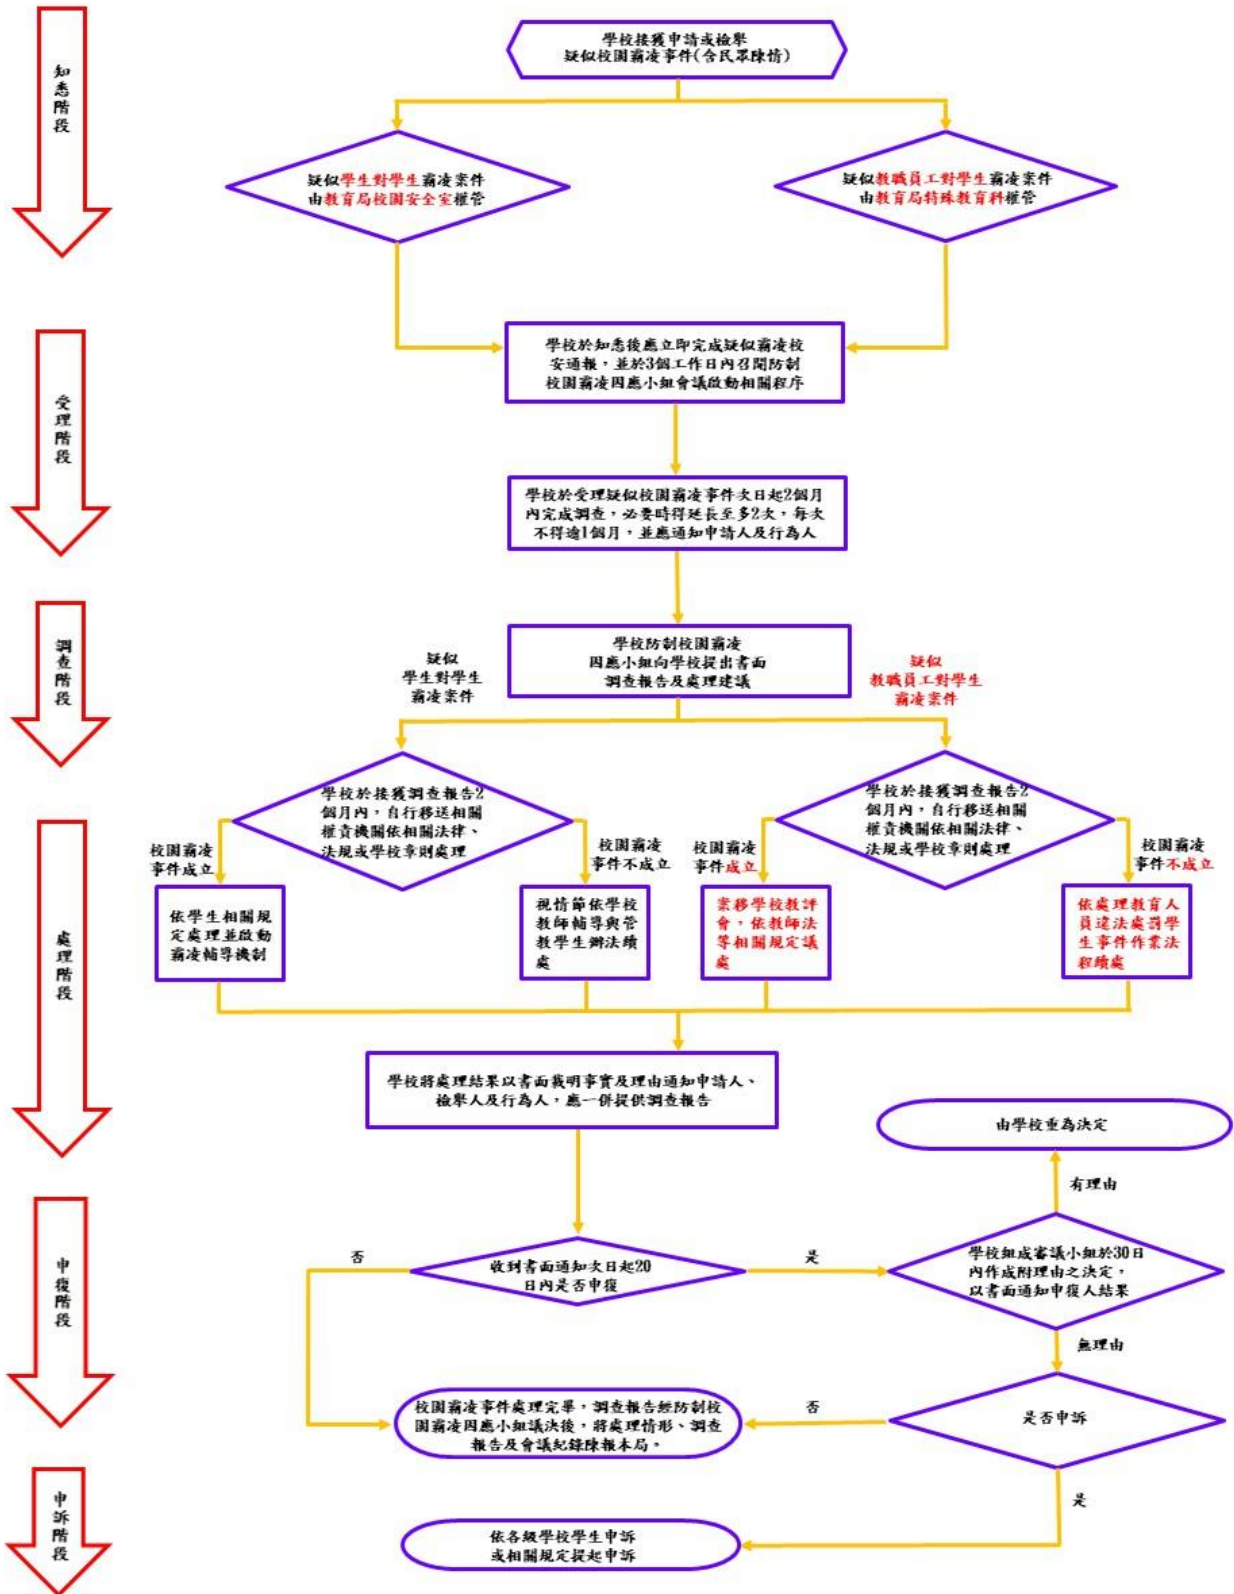 知悉階段
學校接獲申請或檢舉
疑似校園霸凌事件(含民眾陳情)
疑似學生對學生霸凌案件
由教育局校園安全室權管
疑似教職員工對學生霸凌案件
由教育局特殊教育科權管
受理階段
學校於知悉後應立即完成疑似霸凌校
安通報，並於3個工作日內召開防制
校園霸凌因應小組會議啟動相關程序
學校於受理疑似校園霸凌事件次日起2個月
內完成調查，必要時得延長至多2次，每次
不得逾1個月，並應通知申請人及行為人
調查階段
學校防制校園霸凌
因應小組向學校提出書面
調查報告及處理建議
疑似
學生對學生
霸凌案件
疑似
教職員工對學生
霸凌案件
處理階段
學校於接獲調查報告2
個月內，自行移送相關
權責機關依相關法律、
法規或學校章則處理
學校於接獲調查報告2
個月內，自行移送相關
權責機關依相關法律、
法規或學校章則處理
校園霸凌
事件成立
校園霸凌
事件不成立
校園霸凌
事件成立
校園霸凌
事件不成立
依學生相關規
定處理並啟動
霸凌輔導機制
視情節依學校
教師輔導與管
教學生辦法續
處
案移學校教評
會，依教師法
等相關規定議
處
依處理教育人
員違法處罰學
生事件作業法
程續處
學校將處理結果以書面載明事實及理由通知申請人、
檢舉人及行為人，應一併提供調查報告
由學校重為決定
有理由
申復階段
收到書面通知次日起20
日內是否申復
否
是
學校組成審議小組於30日
內作成附理由之決定，
以書面通知申復人結果
無理由
校園霸凌事件處理完畢，調查報告經防制校
園霸凌因應小組議決後，將處理情形、調查
報告及會議紀錄陳報本局。
否
是否申訴
是
申訴階段
依各級學校學生申訴
或相關規定提起申訴